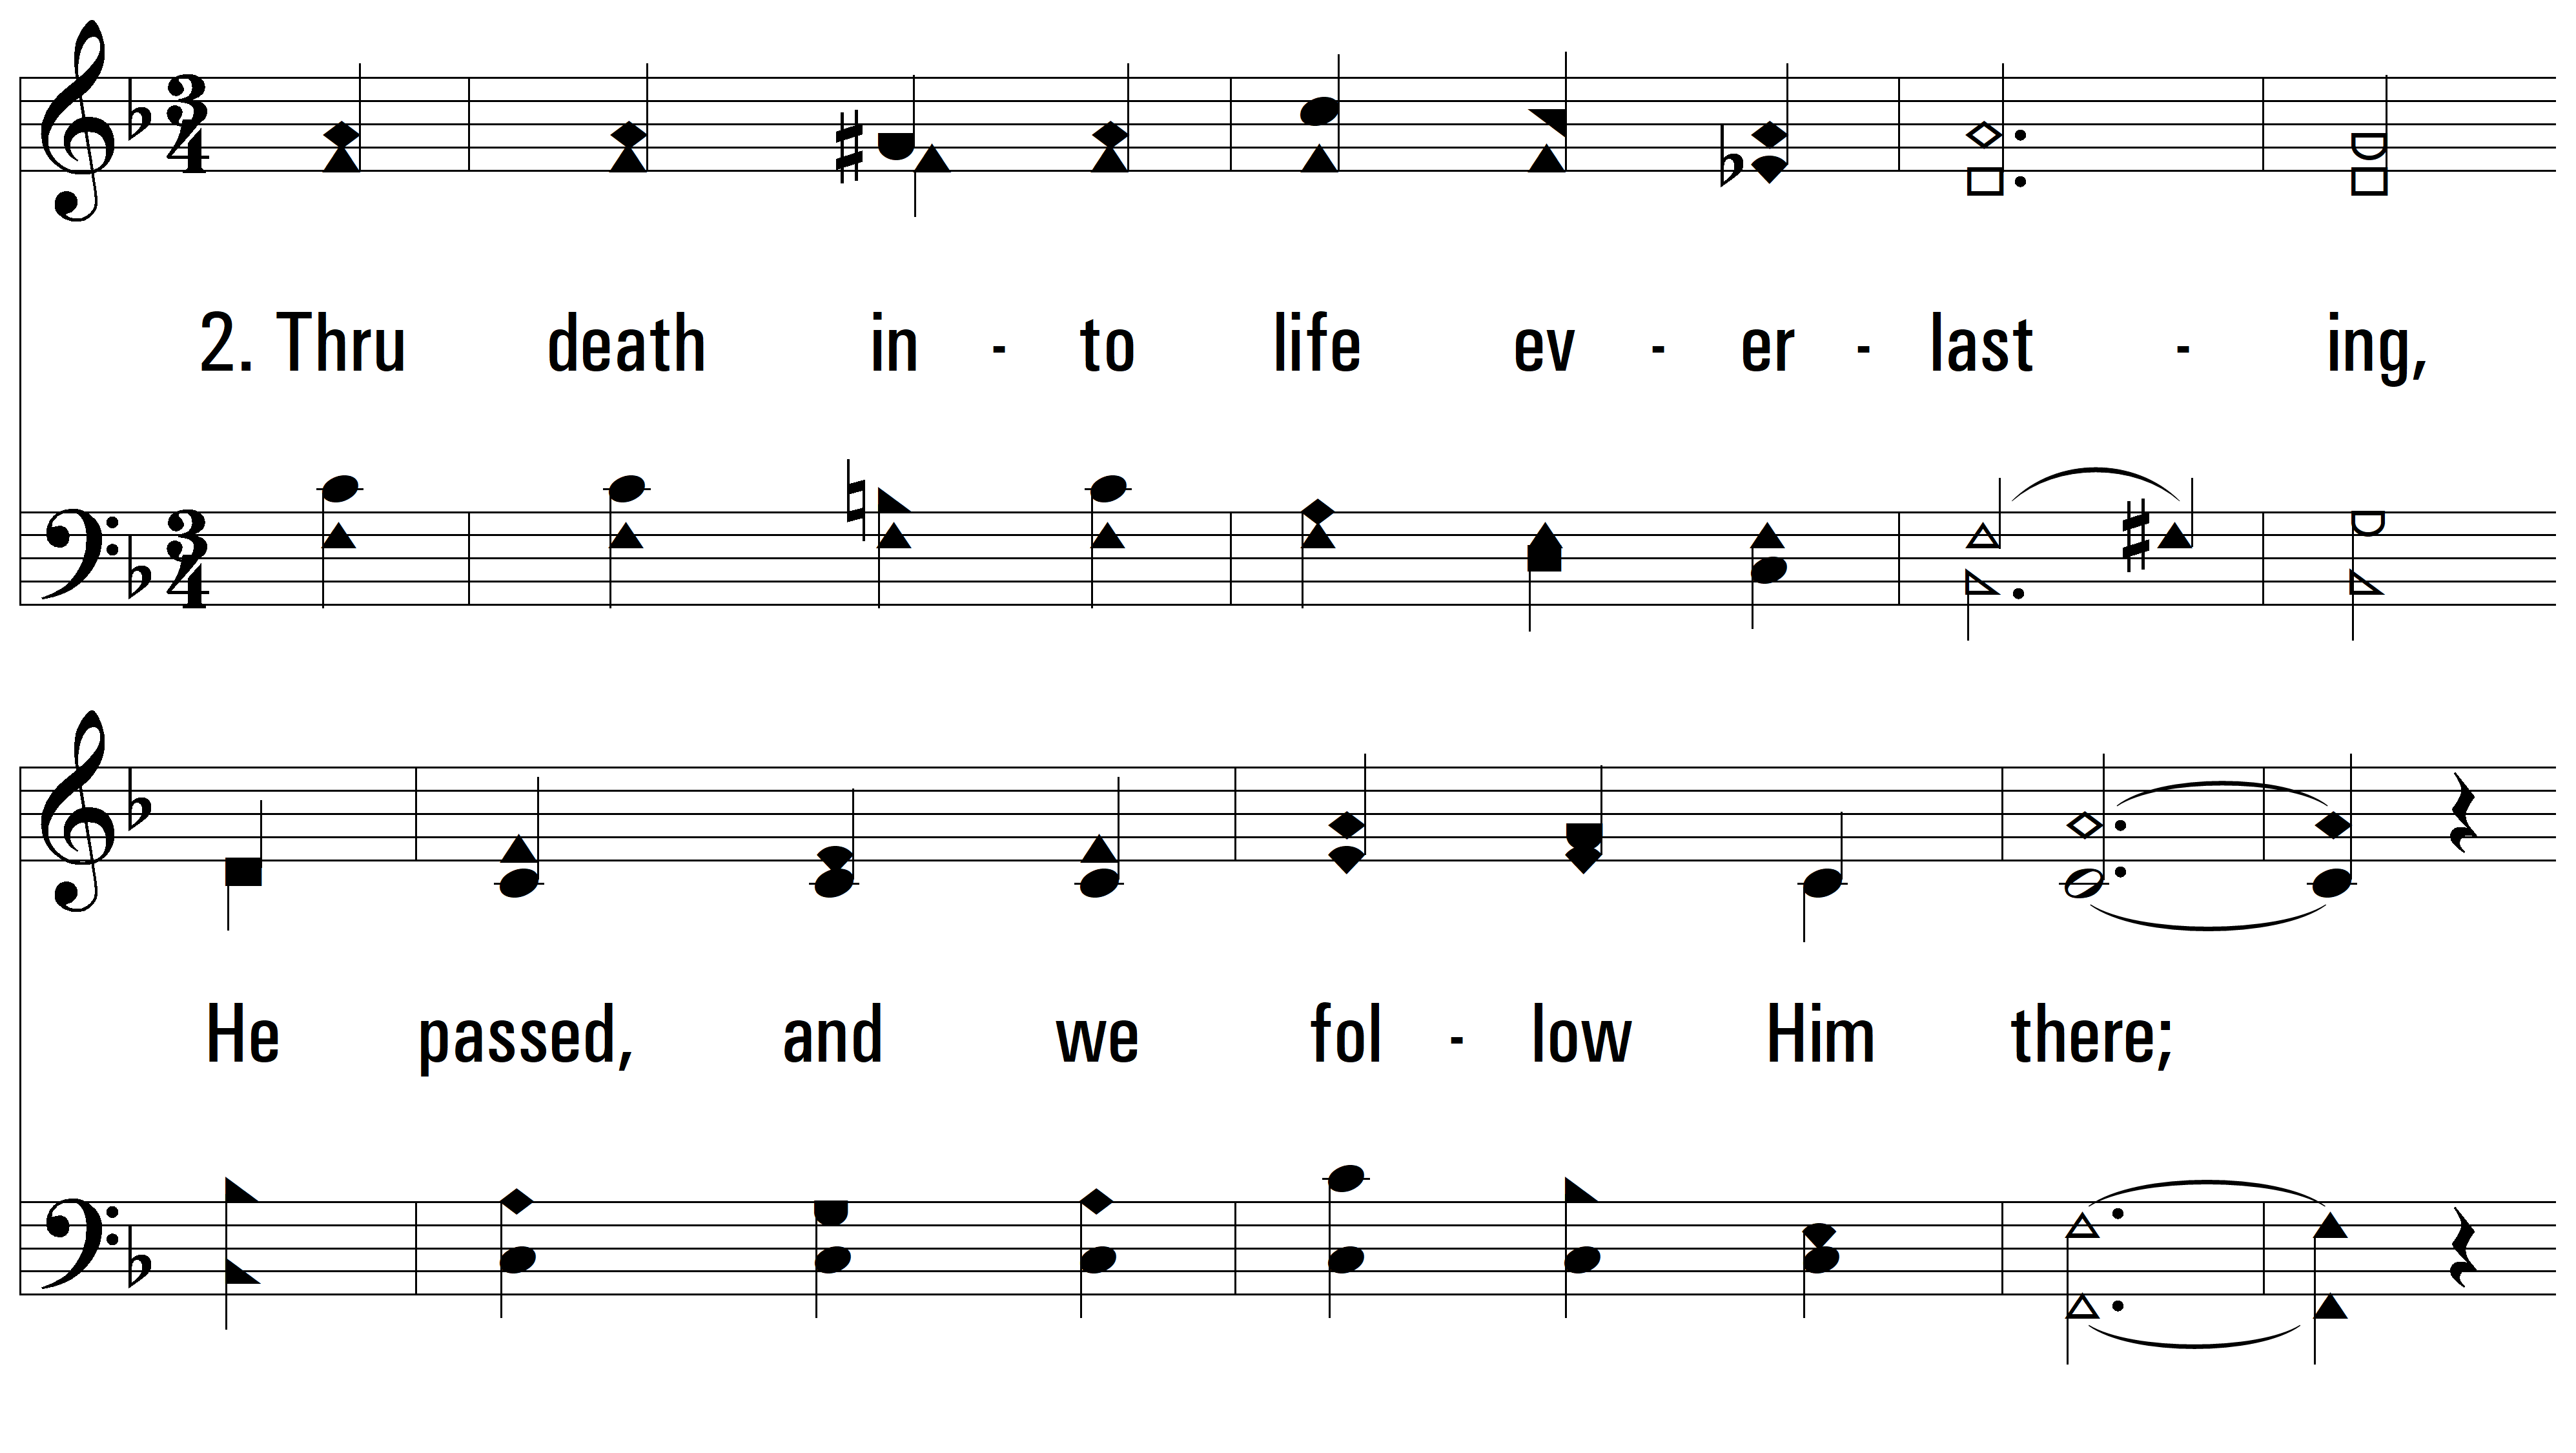 2. Thru death in - to life ev - er - last - ing,
He passed, and we fol - low Him there;